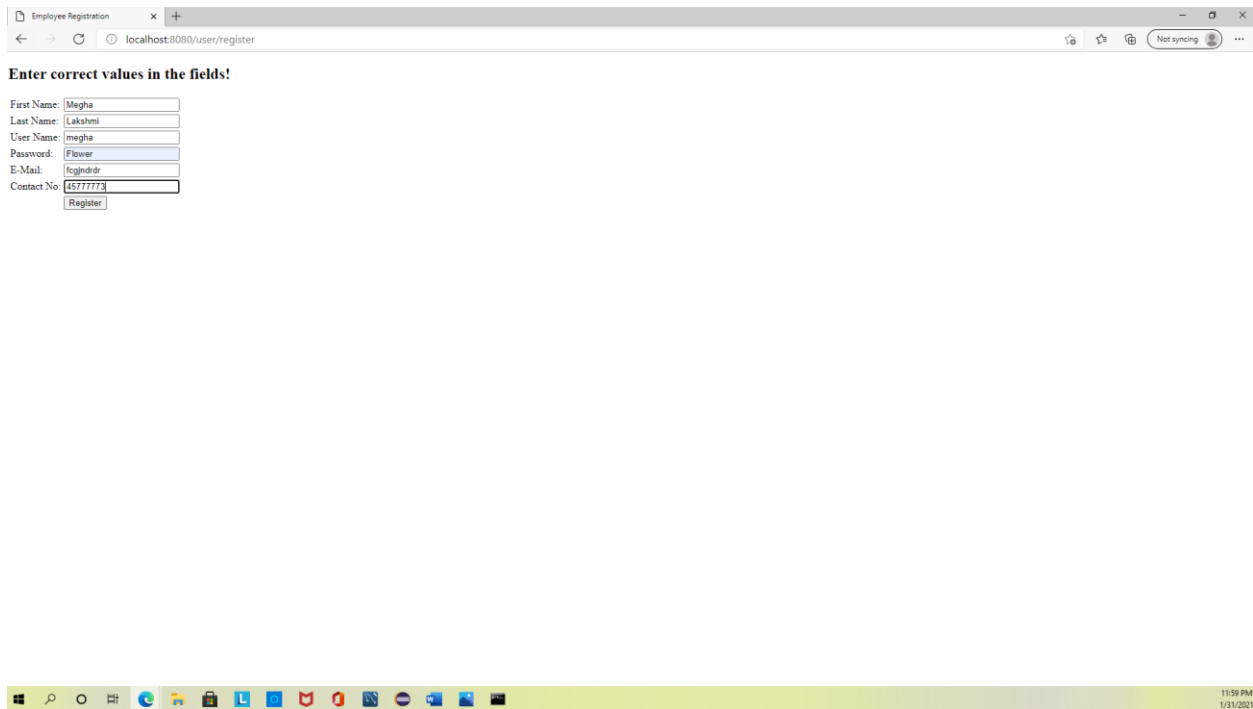 Employee Registration
localhost:8080/user/register
Not syncing
Enter correct values in the fields!
First Name: Megha
Last Name: Lakshmi
User Name: megha
Password: Flower
E-Mail: fcgjndrdr
Contact No: 45777773
Register
L
W
11:59 PM
1/31/2021